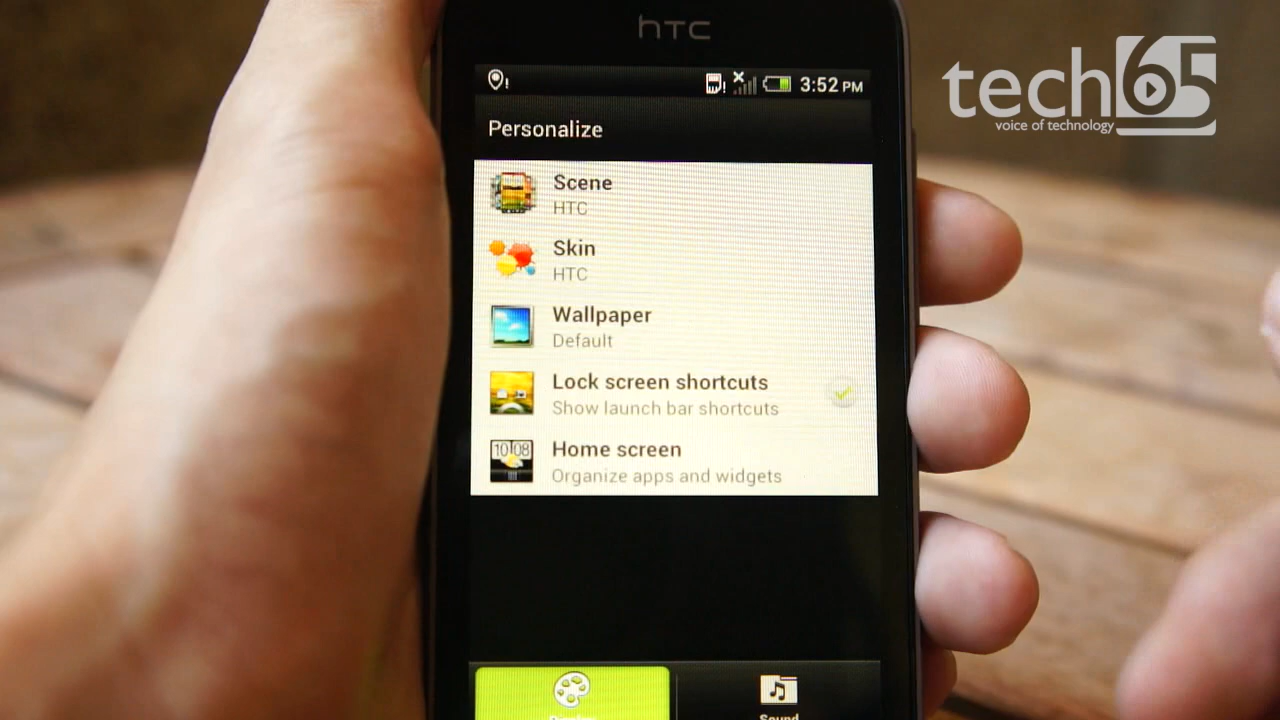 hTC
tech65
voice of technology
3:52 PM
Personalize
Scene
HTC
Skin
HTC
Wallpaper
Default
Lock screen shortcuts
Show launch bar shortcuts
10 08
Home screen
Organize apps and widgets
Sound